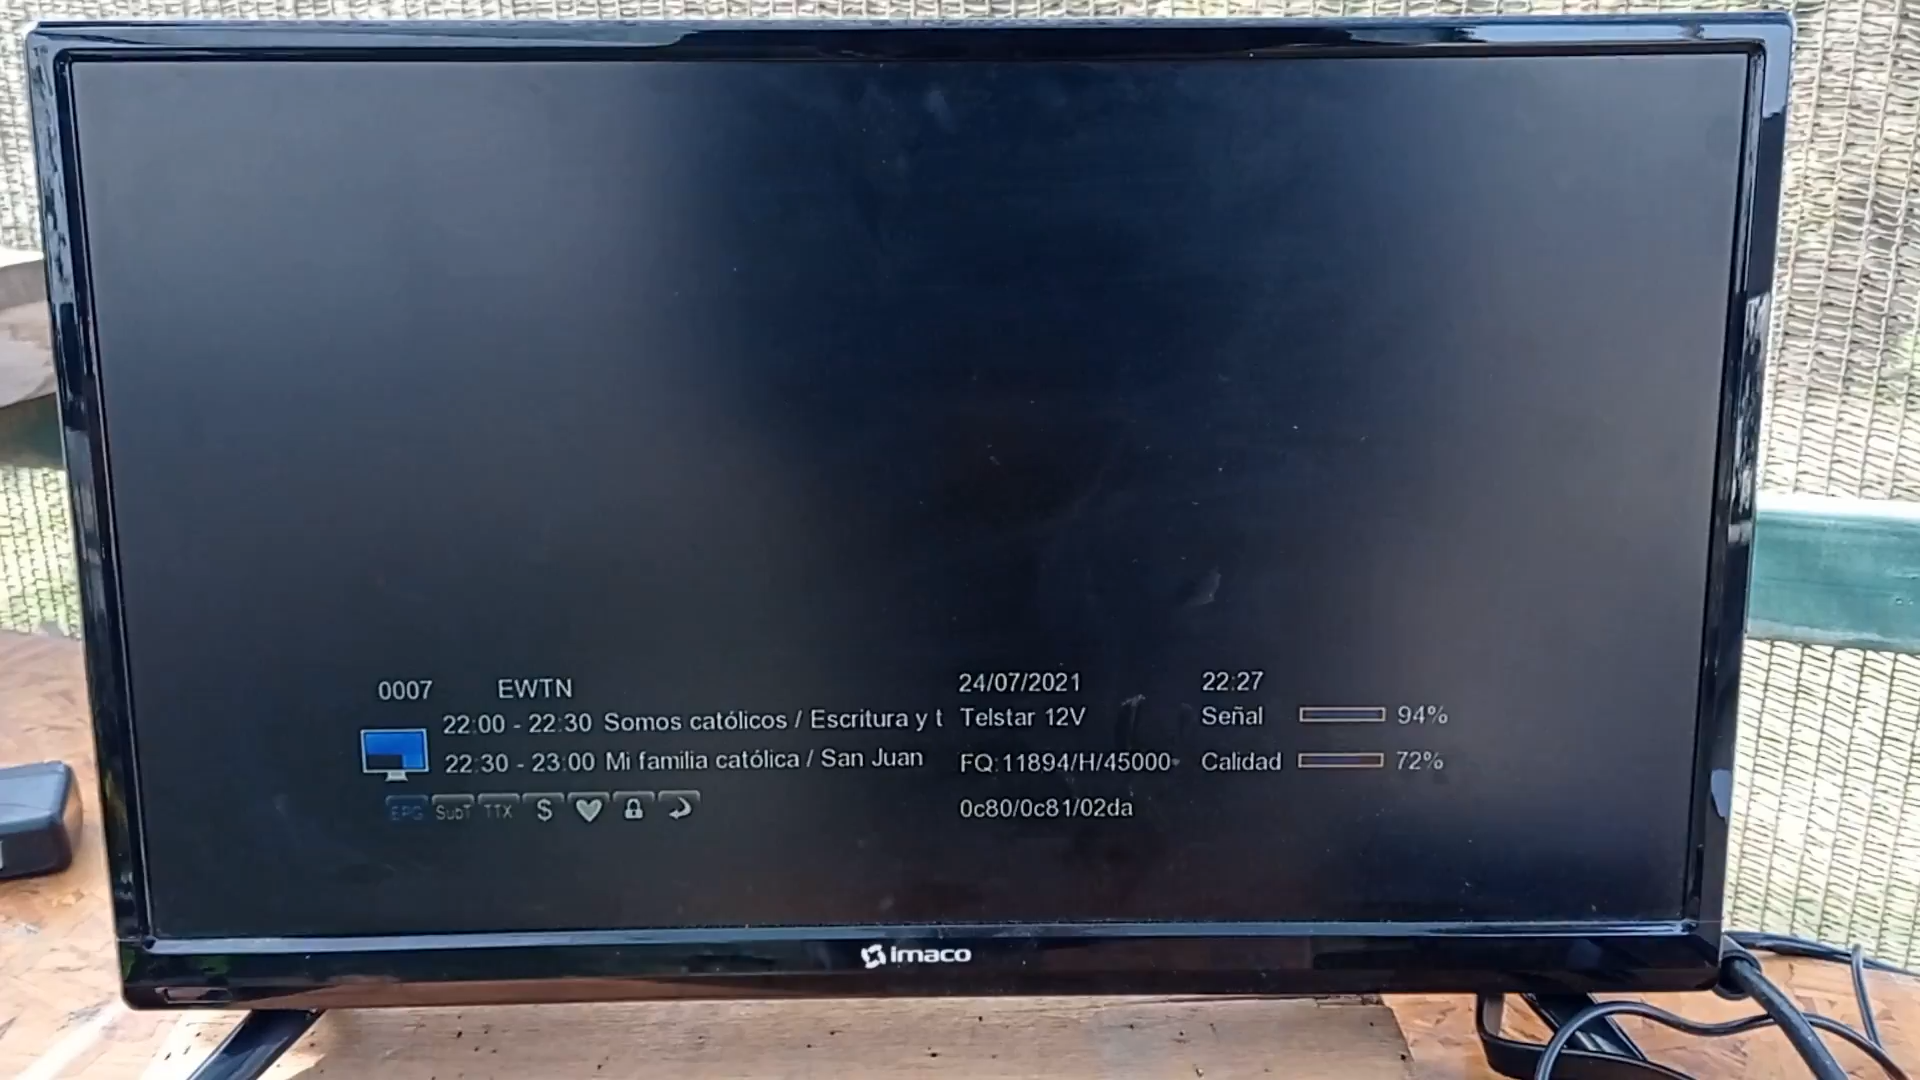 0007 EWTN 24/07/2021 22:27
22:00 - 22:30 Somos católicos / Escritura y t Telstar 12V Señal 94%
22:30 - 23:00 Mi familia católica / San Juan FQ:11894/H/45000 Calidad 72%
EPG SubT TTX $ 0c80/0c81/02da
imaco